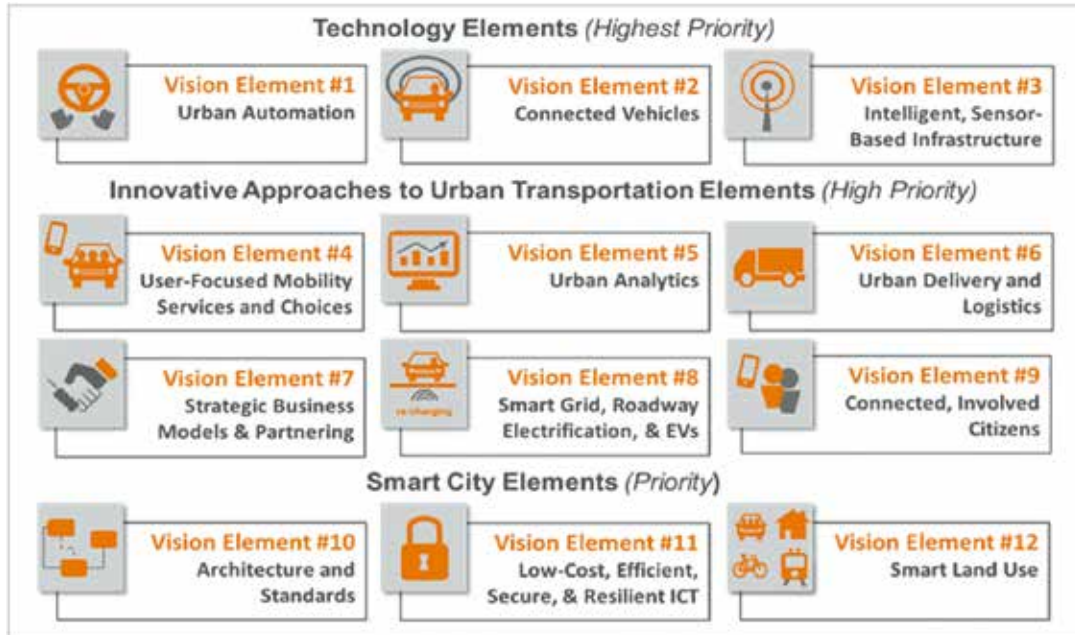 Technology Elements (Highest Priority)
Vision Element #1
Urban Automation
Vision Element #2
Connected Vehicles
Vision Element #3
Intelligent, Sensor-
Based Infrastructure
Innovative Approaches to Urban Transportation Elements (High Priority)
Vision Element #4
User-Focused Mobility
Services and Choices
Vision Element #5
Urban Analytics
Vision Element #6
Urban Delivery and
Logistics
Vision Element #7
Strategic Business
Models & Partnering
re-charging
Vision Element #8
Smart Grid, Roadway
Electrification, & EVs
Vision Element #9
Connected, Involved
Citizens
Smart City Elements (Priority)
Vision Element #10
Architecture and
Standards
Vision Element #11
Low-Cost, Efficient,
Secure, & Resilient ICT
Vision Element #12
Smart Land Use